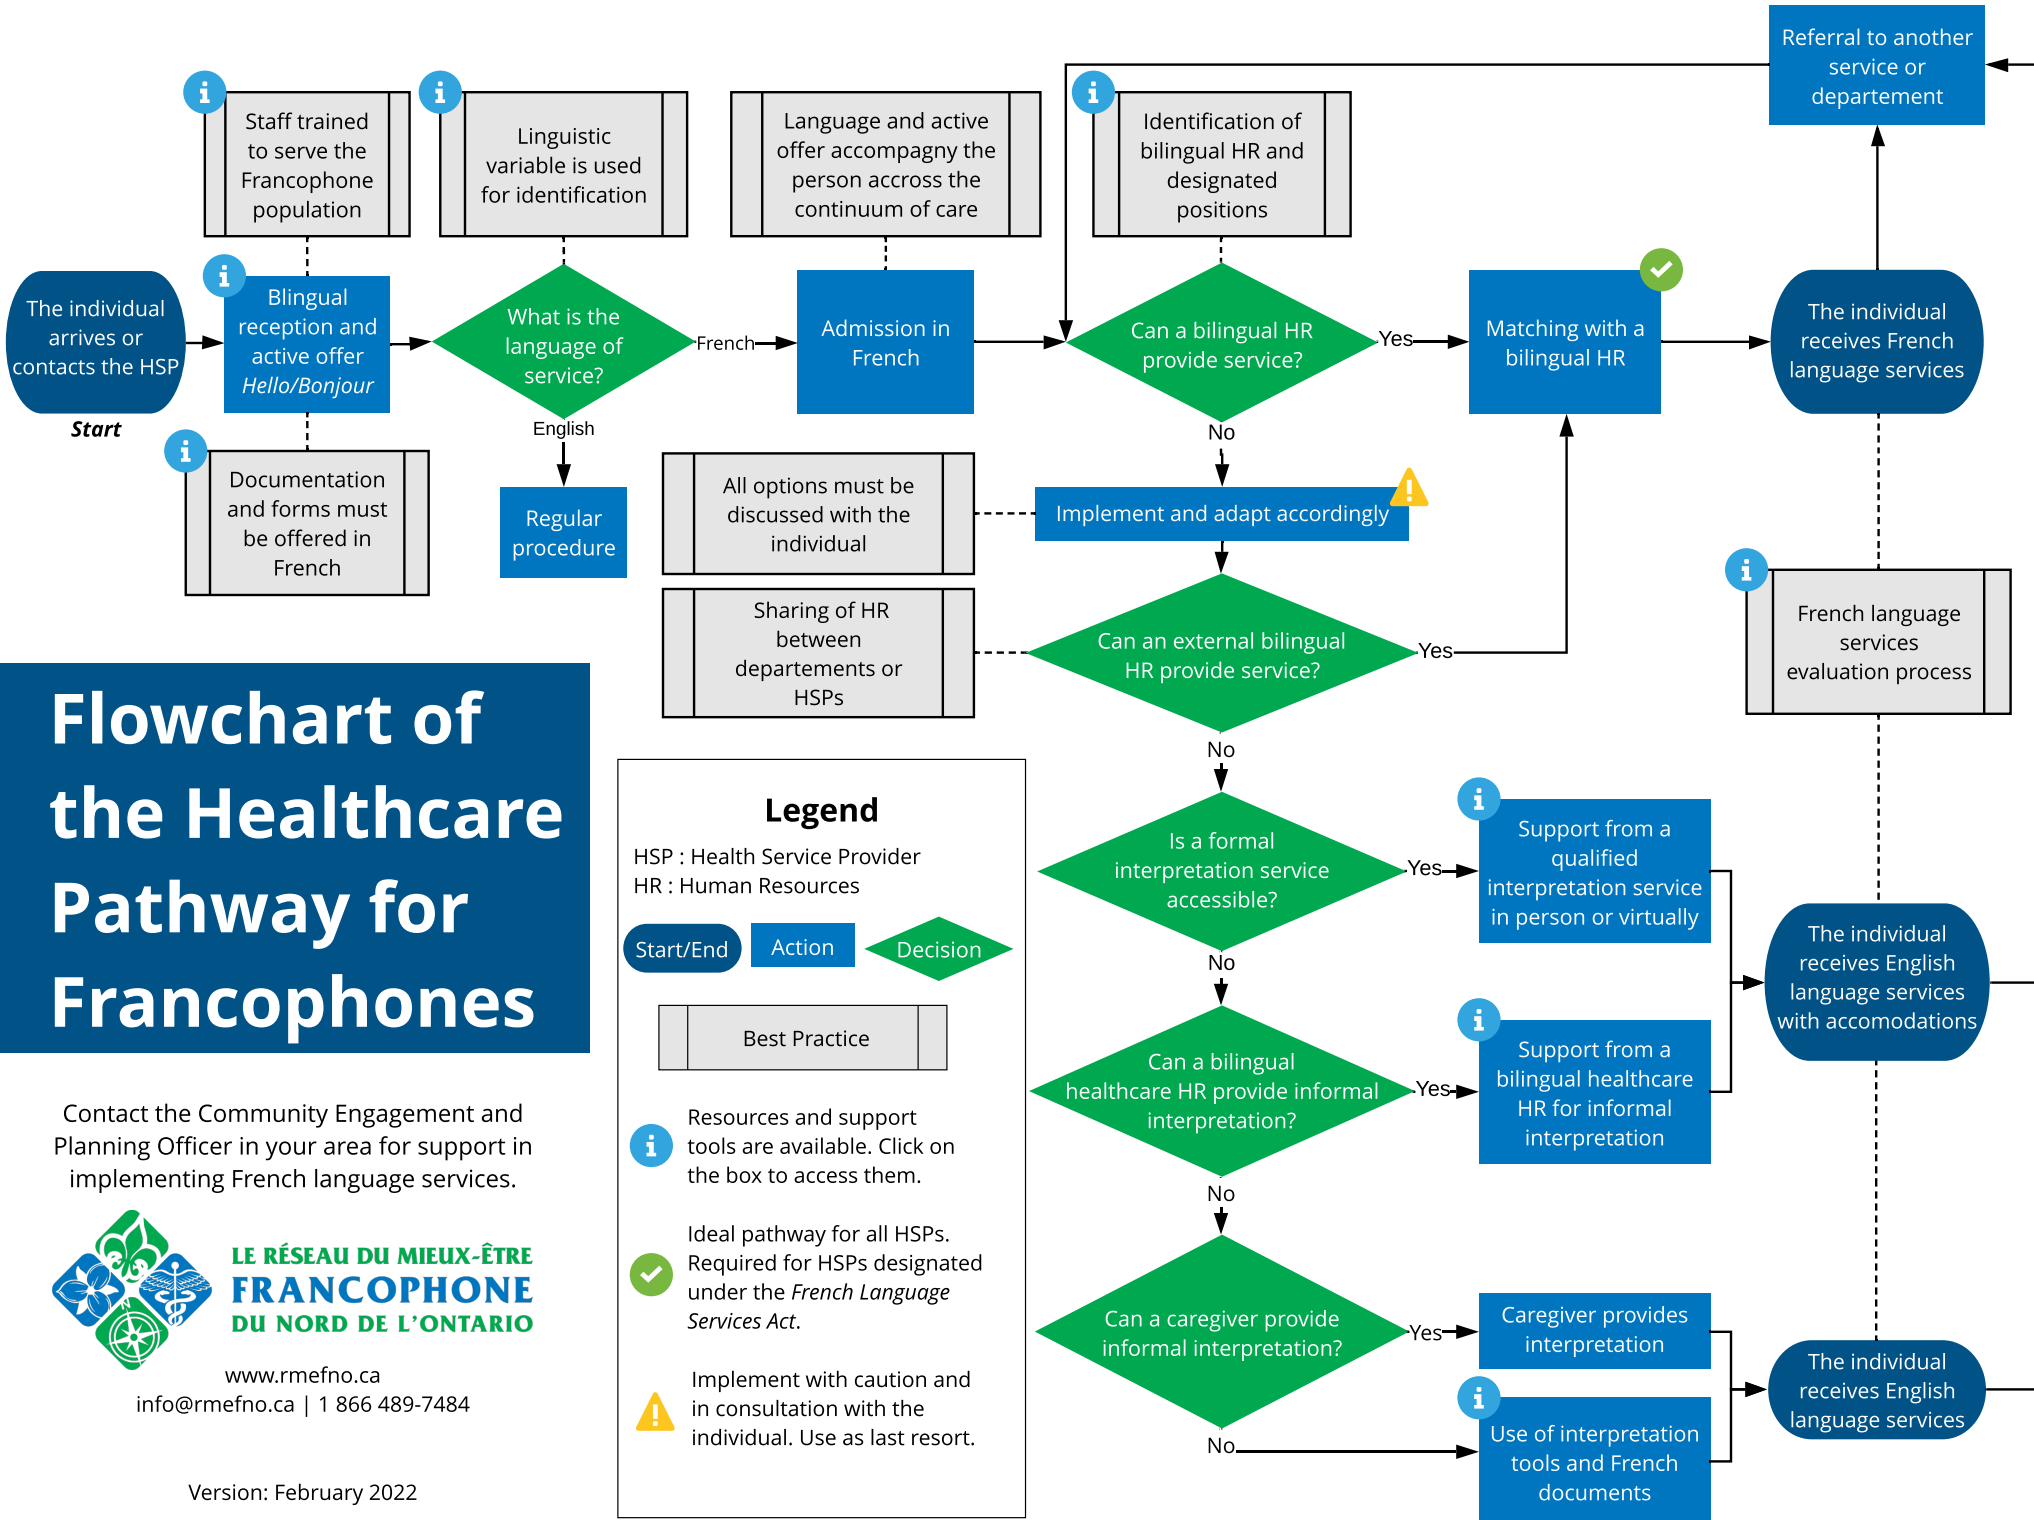 Referral to another
service or
departement
Staff trained
to serve the
Francophone
population
Linguistic
variable is used
for identification
Language and active
offer accompagny the
person accross the
continuum of care
Identification of
bilingual HR and
designated
positions
The individual
arrives or
contacts the HSP
Start
Blingual
reception and
active offer
Hello/Bonjour
What is the
language of
service?
French
English
Admission in
French
Can a bilingual HR
provide service?
Yes
No
Matching with a
bilingual HR
The individual
receives French
language services
Documentation
and forms must
be offered in
French
Regular
procedure
All options must be
discussed with the
individual
Implement and adapt accordingly
Sharing of HR
between
departements or
HSPs
Can an external bilingual
HR provide service?
Yes
No
French language
services
evaluation process
Flowchart of
the Healthcare
Pathway for
Francophones
Legend
HSP : Health Service Provider
HR : Human Resources
Start/End
Action
Decision
Best Practice
Resources and support
tools are available. Click on
the box to access them.
Ideal pathway for all HSPs.
Required for HSPs designated
under the French Language
Services Act.
Implement with caution and
in consultation with the
individual. Use as last resort.
Is a formal
interpretation service
accessible?
Yes
No
Support from a
qualified
interpretation service
in person or virtually
The individual
receives English
language services
with accomodations
Can a bilingual
healthcare HR provide informal
interpretation?
Yes
No
Support from a
bilingual healthcare
HR for informal
interpretation
Can a caregiver provide
informal interpretation?
Yes
No
Caregiver provides
interpretation
Use of interpretation
tools and French
documents
The individual
receives English
language services
Contact the Community Engagement and
Planning Officer in your area for support in
implementing French language services.
N
LE RÉSEAU DU MIEUX-ÊTRE
FRANCOPHONE
DU NORD DE L'ONTARIO
www.rmefno.ca
info@rmefno.ca | 1 866 489-7484
Version: February 2022